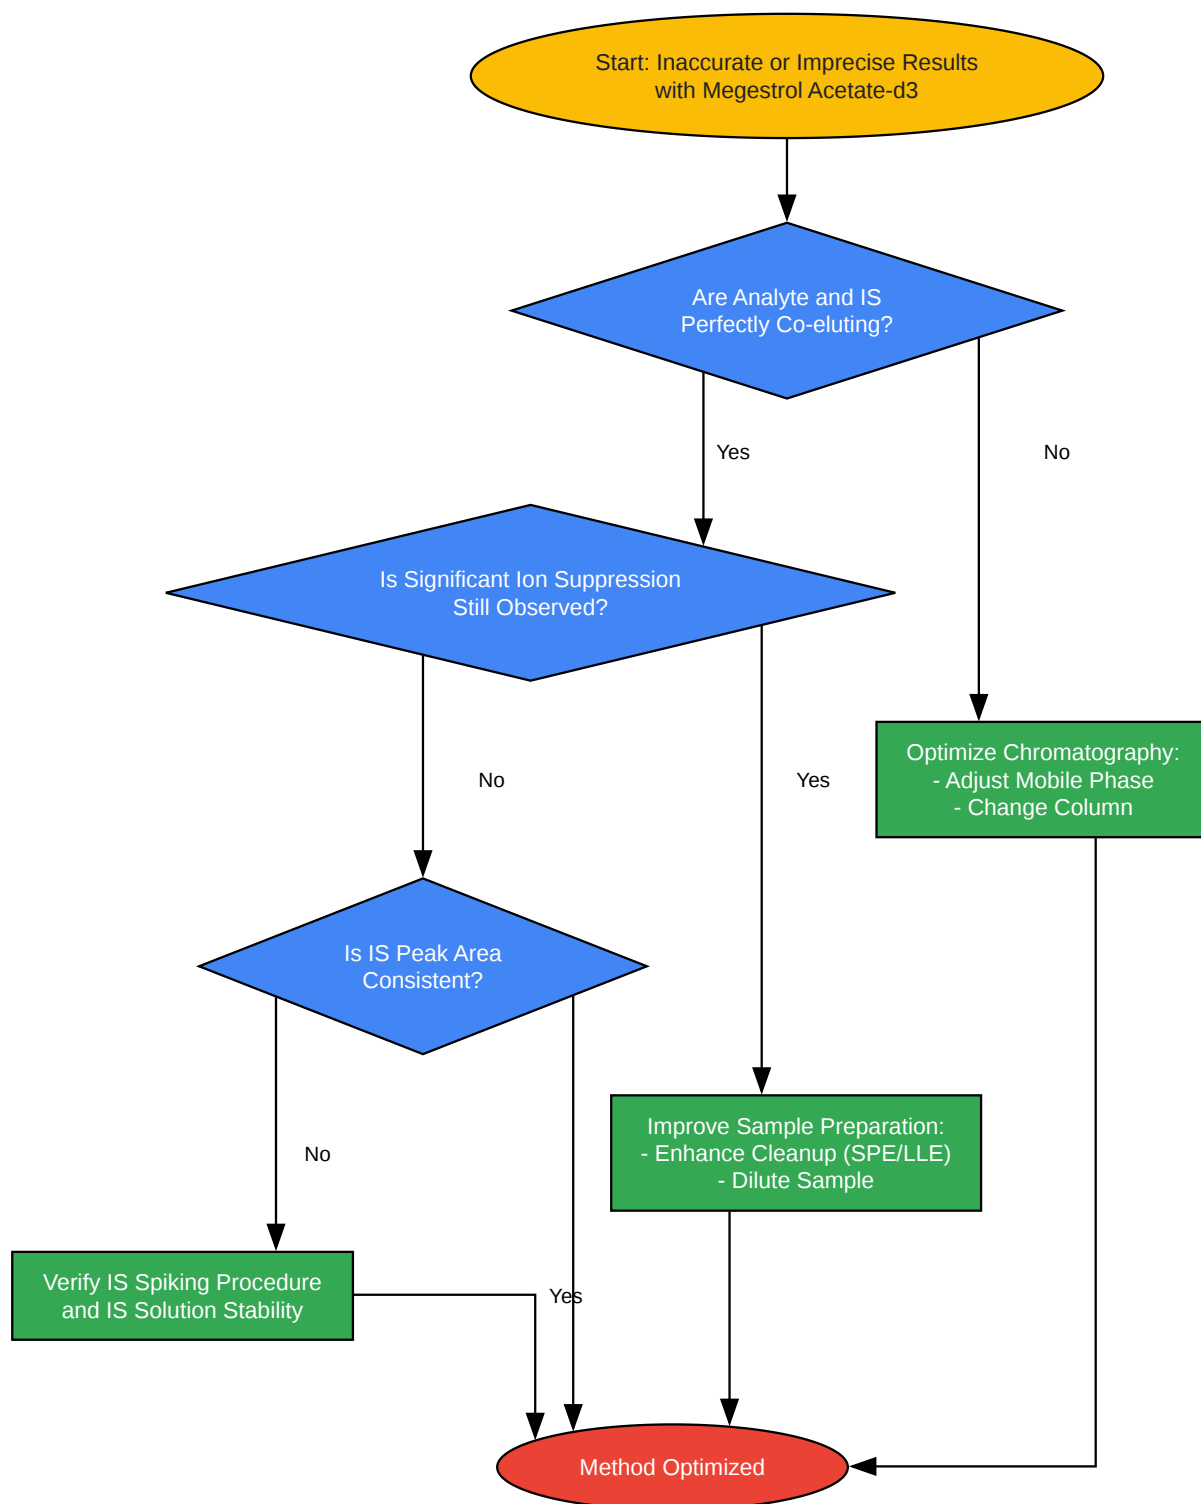 Start: Inaccurate or Imprecise Results
with Megestrol Acetate-d3
Are Analyte and IS
Perfectly Co-eluting?
Yes
No
Is Significant Ion Suppression
Still Observed?
Optimize Chromatography:
- Adjust Mobile Phase
- Change Column
No
Yes
Is IS Peak Area
Consistent?
Improve Sample Preparation:
- Enhance Cleanup (SPE/LLE)
- Dilute Sample
No
Verify IS Spiking Procedure
and IS Solution Stability
Yes
Method Optimized